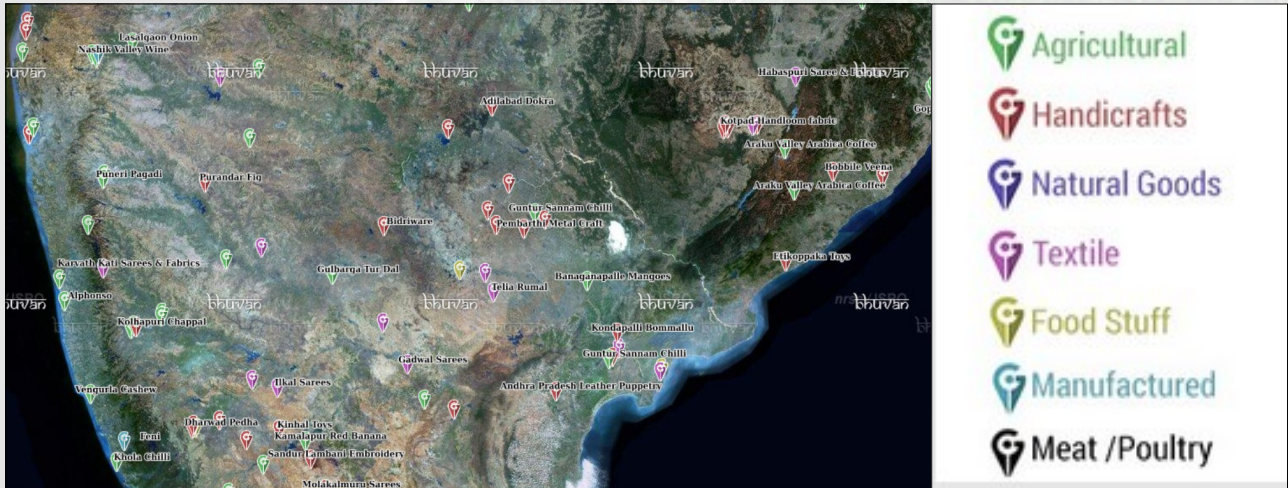 Lasalgaon Onion
Nashik Valley Wine
bhuvan
bhuvan
bhuvan
bhuvan
Habaspuri Saree &
bhuvan
Adilabad Dokra
Kotpad Handloom fabric
Araku Valley Arabica Coffee
Bobbile Veena
Puneri Pagadi
Purandar Fig
Araku Valley Arabica Coffee
Guntur Sannam Chilli
Bidriware
Pembarthi Metal Craft
Etikoppaka Toys
Karvath Kati Sarees & Fabrics
Gulbarga Tur Dal
Banaganapalle Mangoes
Telia Rumal
Alphonso
bhuvan
bhuvan
bhuvan
bhuvan
bhuvan
Kolhapuri Chappal
Kondapalli Bommallu
Guntur Sannam Chilli
Gadwal Sarees
Ilkal Sarees
Andhra Pradesh Leather Puppetry
Vengurla Cashew
Dharwad Pedha
Kinhal Toys
Feni
Kamalapur Red Banana
Khola Chilli
Sandur Lambani Embroidery
Molakalmuru Sarees
Agricultural
Handicrafts
Natural Goods
Textile
Food Stuff
Manufactured
Meat /Poultry